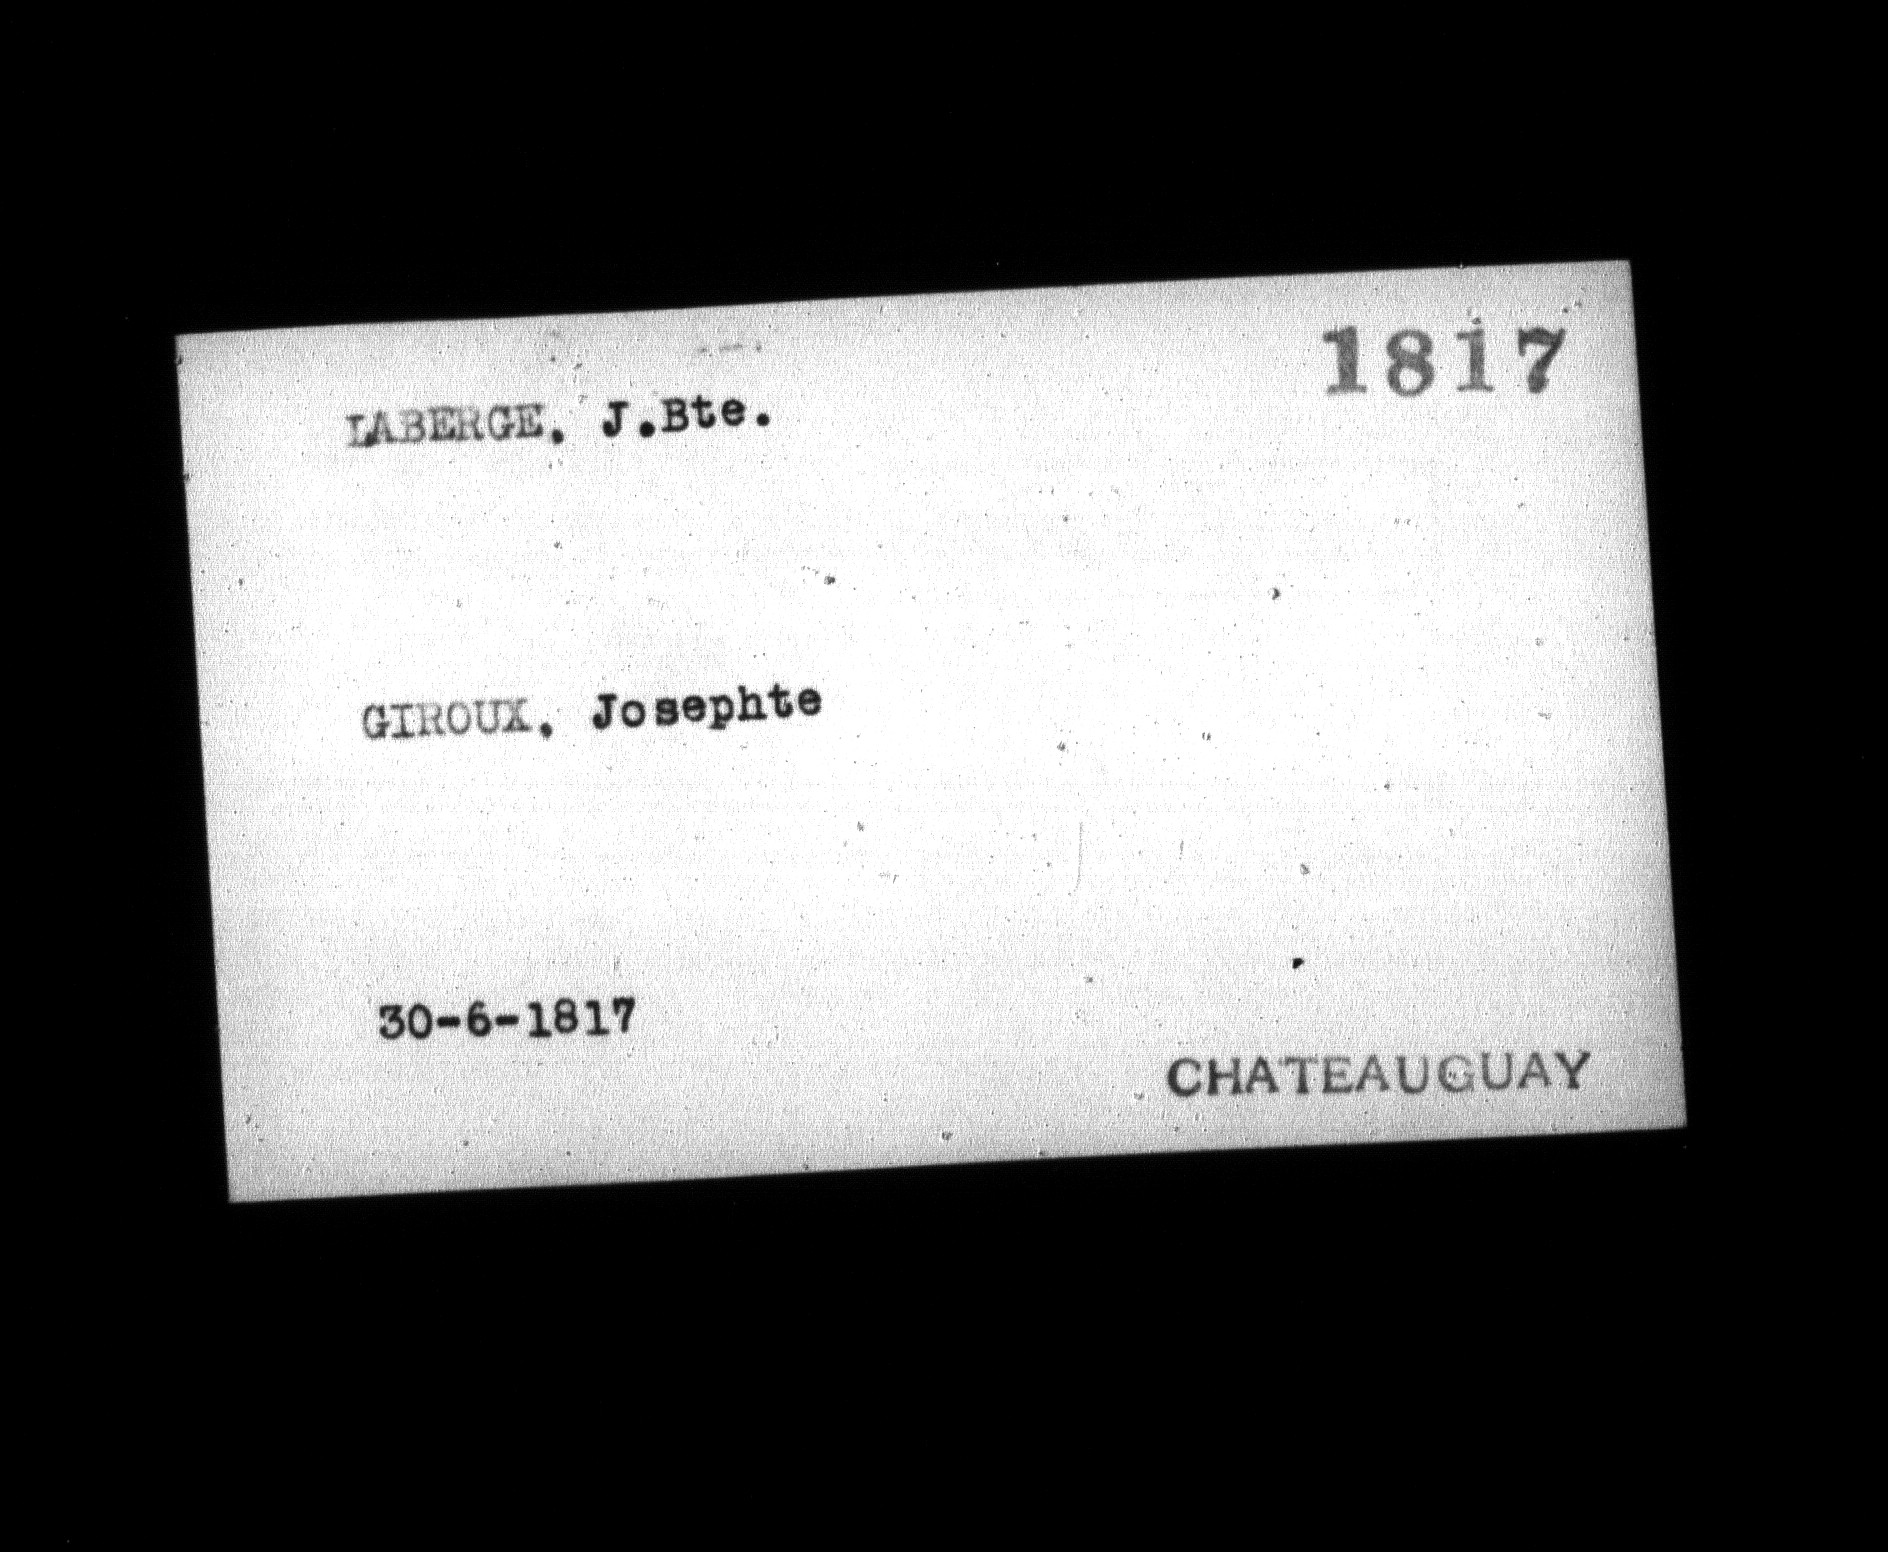 1817
LABERGE, J.Bte.
GIROUX, Josephte
30-6-1817
CHATEAUGUAY